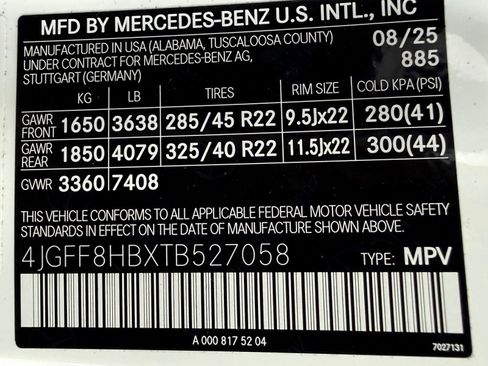 MFD BY MERCEDES-BENZ U.S. INTL., INC
MANUFACTURED IN USA (ALABAMA, TUSCALOOSA COUNTY) 08/25
UNDER CONTRACT FOR MERCEDES-BENZ AG, 885
STUTTGART (GERMANY)
KG LB TIRES RIM SIZE COLD KPA (PSI)
GAWR FRONT 1650 3638 285/45 R22 9.5Jx22 280(41)
GAWR REAR 1850 4079 325/40 R22 11.5Jx22 300(44)
GVWR 3360 7408
THIS VEHICLE CONFORMS TO ALL APPLICABLE FEDERAL MOTOR VEHICLE SAFETY
STANDARDS IN EFFECT ON THE DATE OF MANUFACTURE SHOWN ABOVE.
4JGFF8HBXTB527058 TYPE: MPV
A 000 817 52 04
7027131